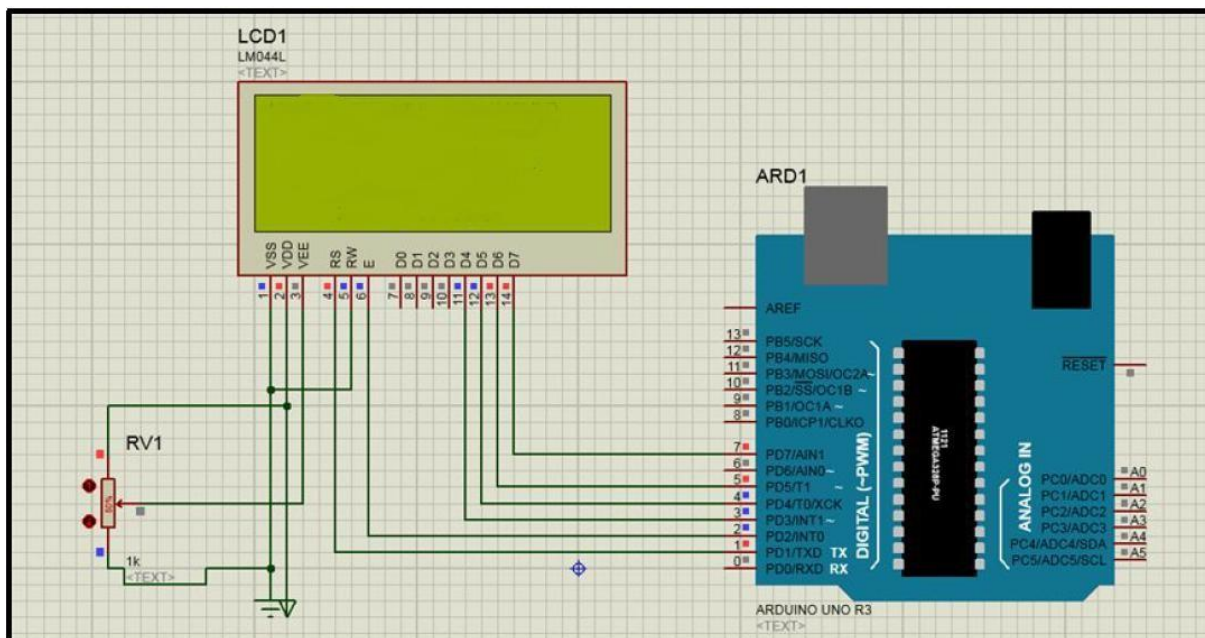 LCD1
LM044L
<TEXT>
VSS
VDD
VEE
RS
RW
E
D0
D1
D2
D3
D4
D5
D6
D7
1
2
3
4
5
6
7
8
9
10
11
12
13
14
RV1
50%
1k
<TEXT>
ARD1
AREF
13 PB5/SCK
12 PB4/MISO
11 PB3/MOSI/OC2A~
10 PB2/SS/OC1B ~
9 PB1/OC1A ~
8 PB0/ICP1/CLKO
7 PD7/AIN1
6 PD6/AIN0~
5 PD5/T1 ~
4 PD4/T0/XCK
3 PD3/INT1~
2 PD2/INT0
1 PD1/TXD TX
0 PD0/RXD RX
DIGITAL (~PWM)
1121
ATMEGA328P-PU
ANALOG IN
RESET
PC0/ADC0 A0
PC1/ADC1 A1
PC2/ADC2 A2
PC3/ADC3 A3
PC4/ADC4/SDA A4
PC5/ADC5/SCL A5
ARDUINO UNO R3
<TEXT>